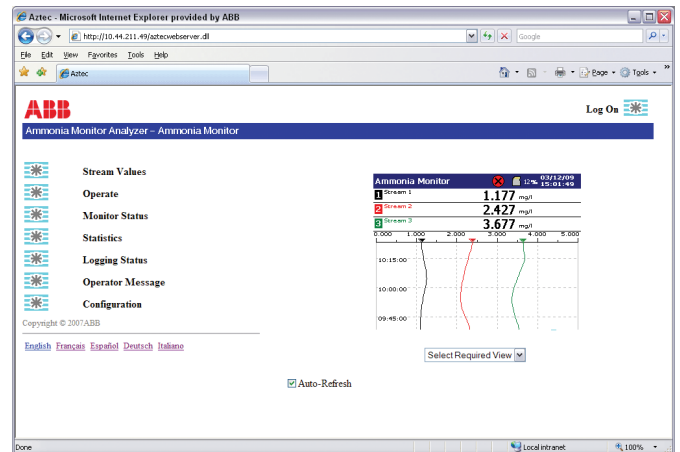 Aztec - Microsoft Internet Explorer provided by ABB
http://10.44.211.49/aztecwebserver.dll
Google
File Edit View Favorites Tools Help
Aztec
Page Tools
ABB
Log On
Ammonia Monitor Analyzer – Ammonia Monitor
Stream Values
Operate
Monitor Status
Statistics
Logging Status
Operator Message
Configuration
Copyright © 2007ABB
English Français Español Deutsch Italiano
Ammonia Monitor 12% 03/12/09 15:01:49
1 Stream 1 1.177 mg/l
2 Stream 2 2.427 mg/l
3 Stream 3 3.677 mg/l
0.000 1.000 2.000 3.000 4.000 5.000
10:15:00
10:00:00
09:45:00
Select Required View
Auto-Refresh
Done Local intranet 100%